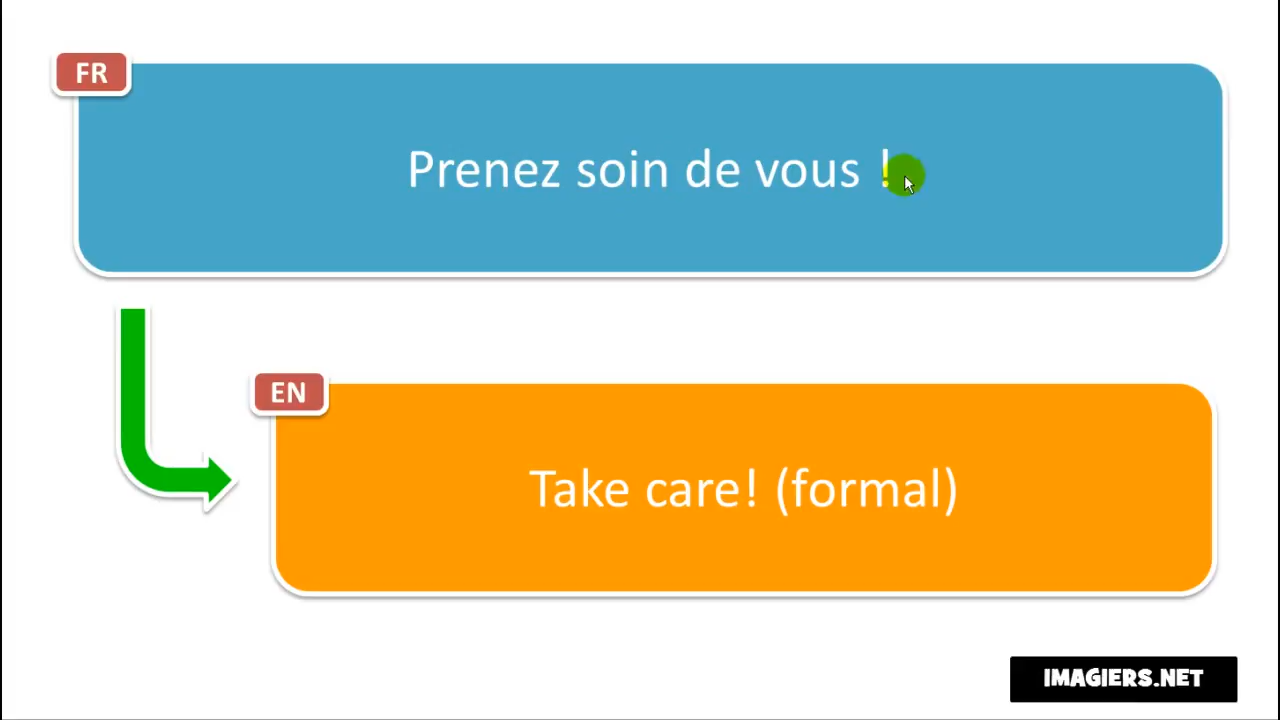 FR
Prenez soin de vous !
EN
Take care! (formal)
IMAGIERS.NET